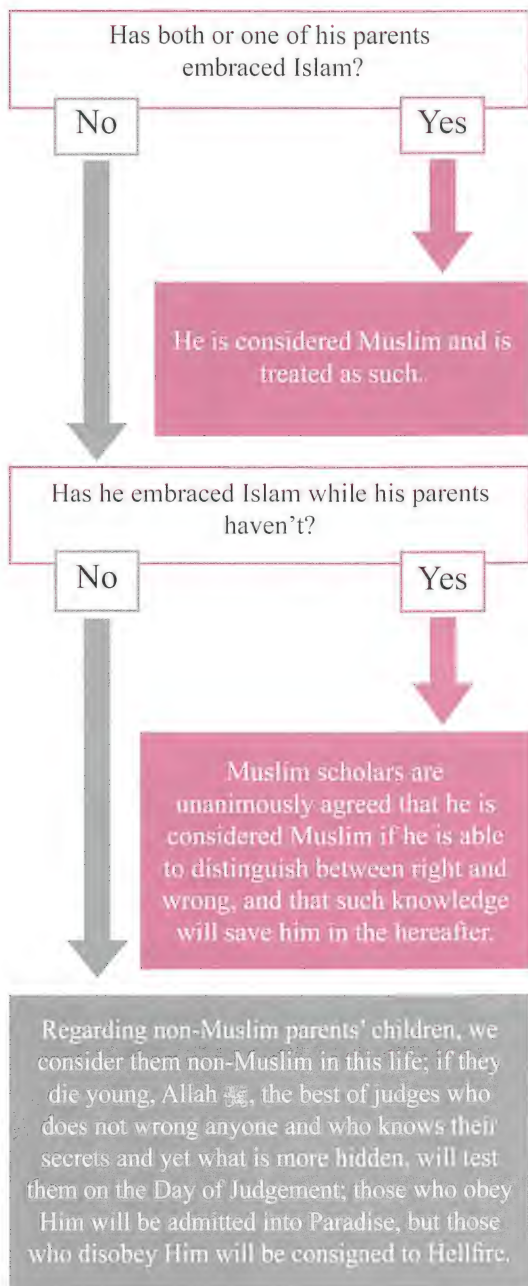 Has both or one of his parents
embraced Islam?
No
Yes
He is considered Muslim and is
treated as such.
Has he embraced Islam while his parents
haven't?
No
Yes
Muslim scholars are
unanimously agreed that he is
considered Muslim if he is able
to distinguish between right and
wrong, and that such knowledge
will save him in the hereafter.
Regarding non-Muslim parents' children, we
consider them non-Muslim in this life; if they
die young, Allah ﷻ, the best of judges who
does not wrong anyone and who knows their
secrets and yet what is more hidden, will test
them on the Day of Judgement; those who obey
Him will be admitted into Paradise, but those
who disobey Him will be consigned to Hellfire.